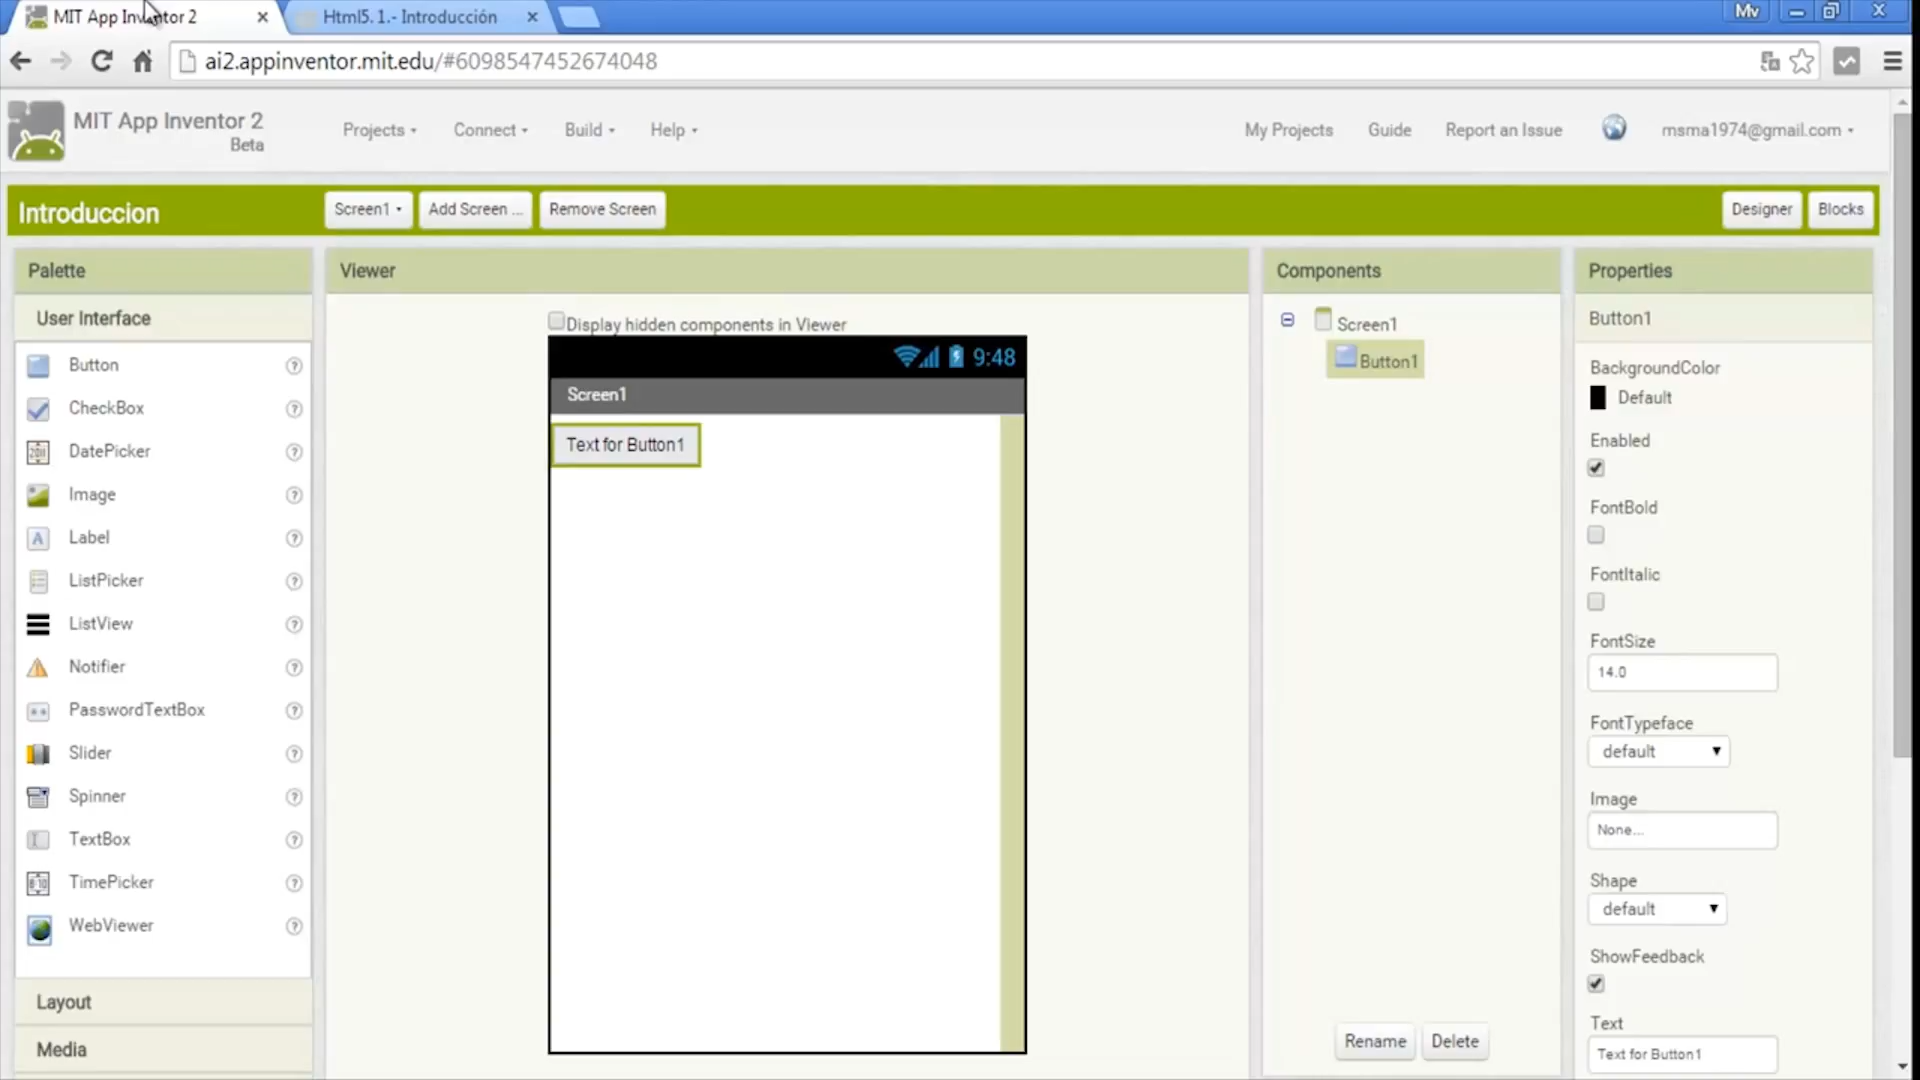 MIT App Inventor 2
Html5. 1.- Introducción
Mv
ai2.appinventor.mit.edu/#6098547452674048
MIT App Inventor 2
Beta
Projects
Connect
Build
Help
My Projects
Guide
Report an Issue
msma1974@gmail.com
Introduccion
Screen1
Add Screen ...
Remove Screen
Designer
Blocks
Palette
Viewer
Components
Properties
User Interface
Button
CheckBox
DatePicker
Image
Label
ListPicker
ListView
Notifier
PasswordTextBox
Slider
Spinner
TextBox
TimePicker
WebViewer
Layout
Media
Display hidden components in Viewer
9:48
Screen1
Text for Button1
Screen1
Button1
Rename
Delete
Button1
BackgroundColor
Default
Enabled
FontBold
FontItalic
FontSize
14.0
FontTypeface
default
Image
None...
Shape
default
ShowFeedback
Text
Text for Button1